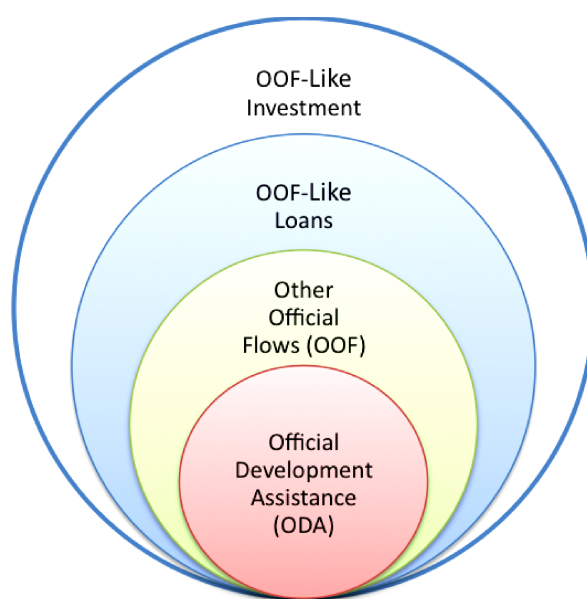 OOF-Like
Investment
OOF-Like
Loans
Other
Official
Flows (OOF)
Official
Development
Assistance
(ODA)